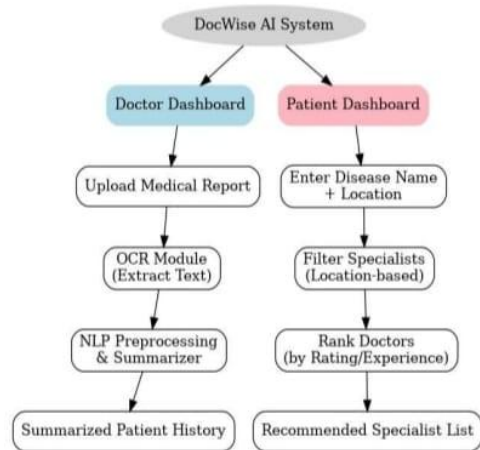 DocWise AI System
Doctor Dashboard
Patient Dashboard
Upload Medical Report
Enter Disease Name
+ Location
OCR Module
(Extract Text)
Filter Specialists
(Location-based)
NLP Preprocessing
& Summarizer
Rank Doctors
(by Rating/Experience)
Summarized Patient History
Recommended Specialist List